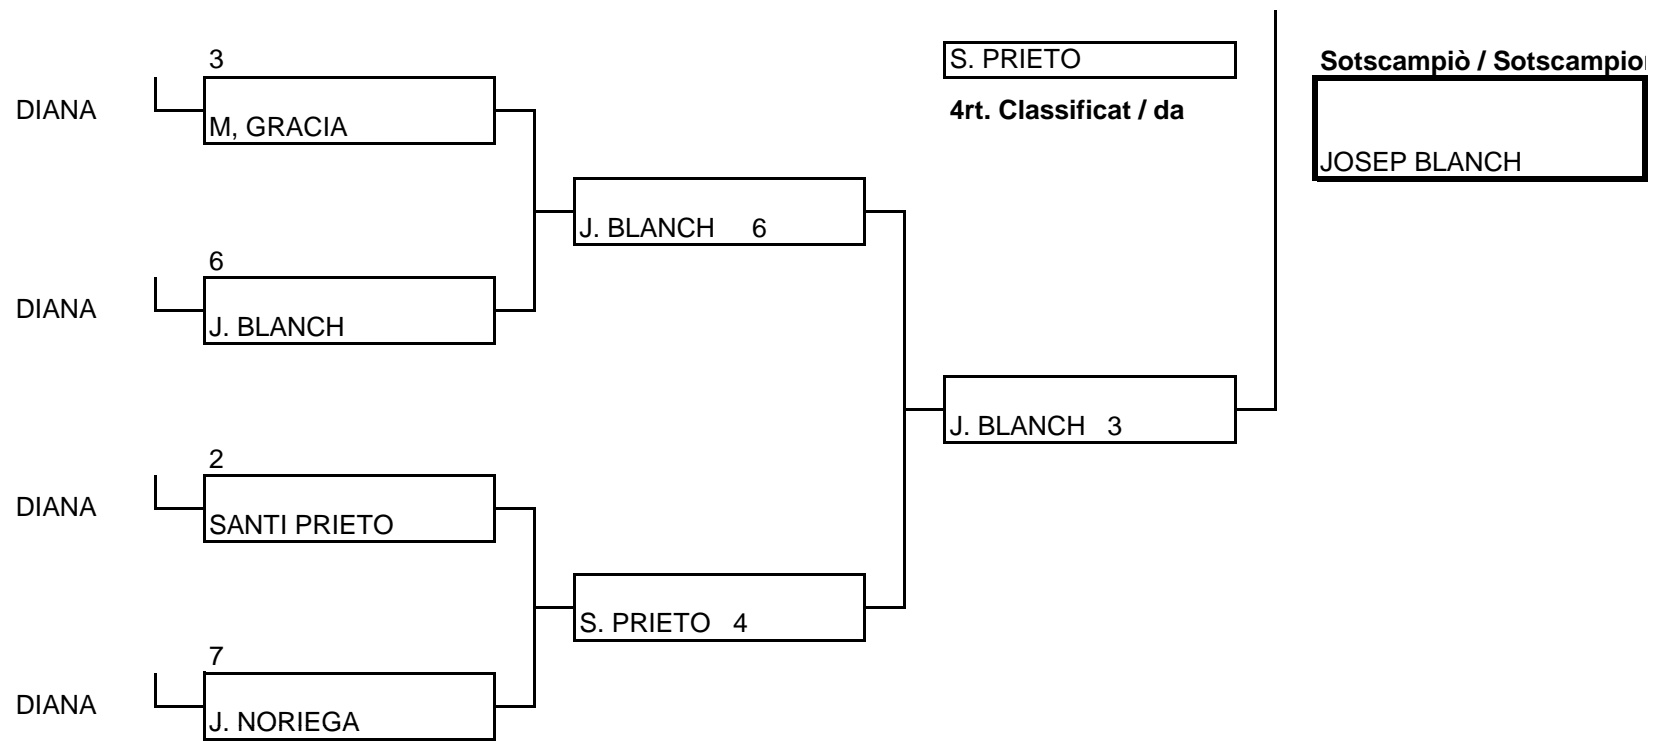 3
DIANA
M, GRACIA
6
DIANA
J. BLANCH
2
DIANA
SANTI PRIETO
7
DIANA
J. NORIEGA
J. BLANCH 6
S. PRIETO 4
S. PRIETO
4rt. Classificat / da
J. BLANCH 3
Sotscampiò / Sotscampio
JOSEP BLANCH